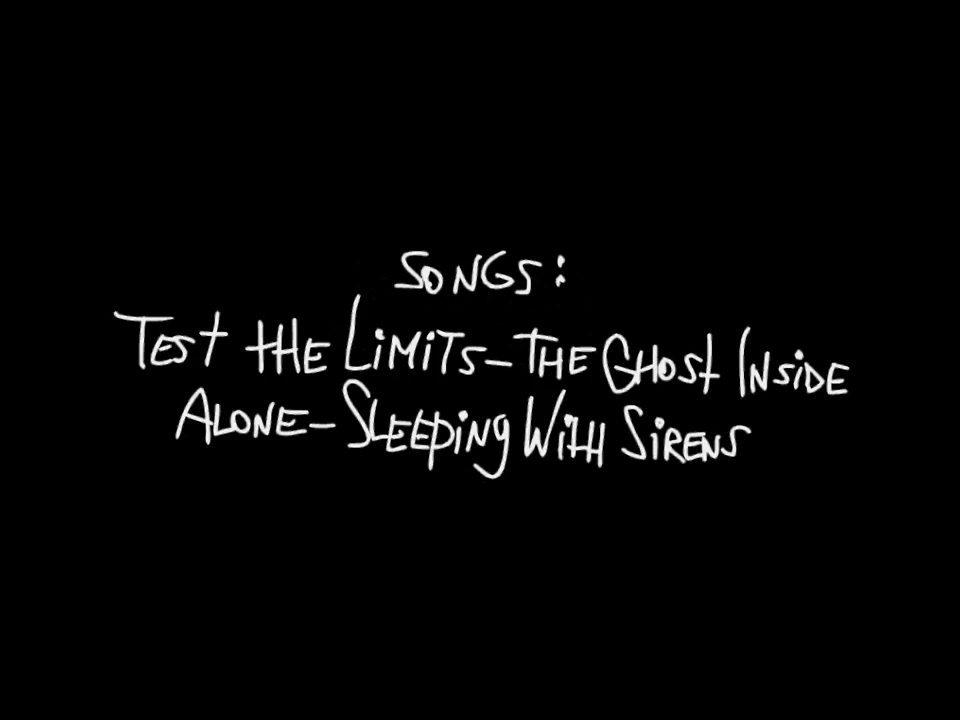 SONGS:
TEST THE LiMiTS-THE GHOST INSiDE
ALONE-SLEEPiNg WiTH SiRENS